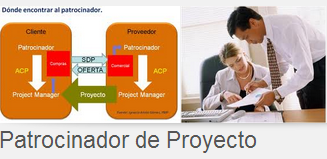 Dónde encontrar al patrocinador.
Cliente
Proveedor
Patrocinador
Patrocinador
Compras
SDP
OFERTA
Comercial
ACP
ACP
Project Manager
Proyecto
Project Manager
Patrocinador de Proyecto